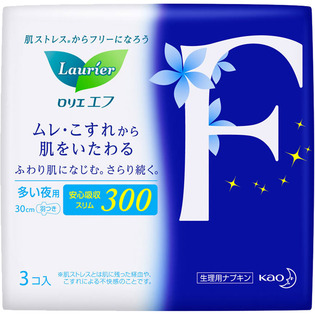 肌ストレスからフリーになろう
Laurier
ロリエ エフ
F
ムレ・こすれから
肌をいたわる
ふわり肌になじむ。さらり続く。
多い夜用
30cm 羽つき
安心吸収
スリム
300
3コ入
※肌ストレスとは肌に残った経血や、
こすれによる不快感のことです。
生理用ナプキン
Kao